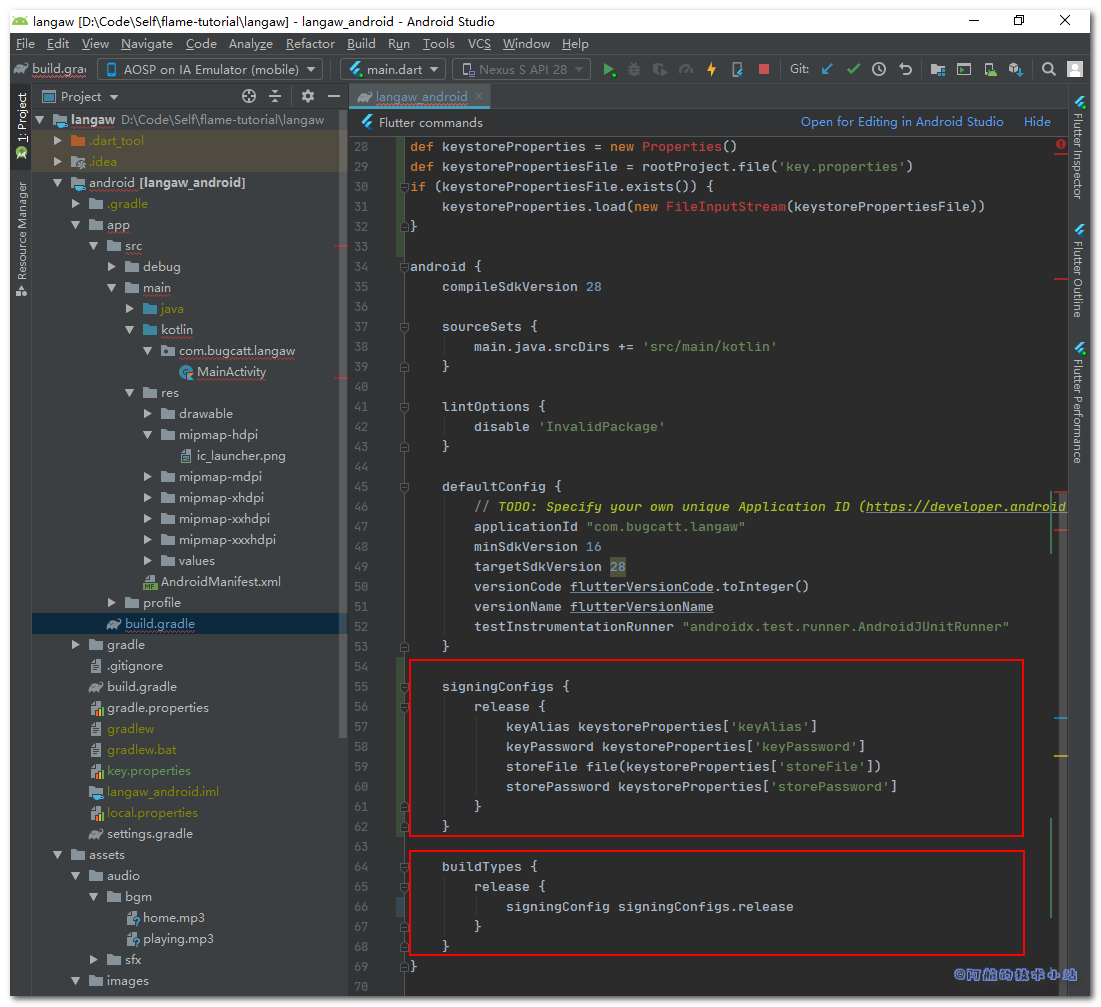 langaw [D:\Code\Self\flame-tutorial\langaw] - langaw_android - Android Studio
File Edit View Navigate Code Analyze Refactor Build Run Tools VCS Window Help
build.gra AOSP on IA Emulator (mobile) main.dart Nexus S API 28 Git:
1: Project
Resource Manager
Project
langaw D:\Code\Self\flame-tutorial\langaw
.dart_tool
.idea
android [langaw_android]
.gradle
app
src
debug
main
java
kotlin
com.bugcatt.langaw
MainActivity
res
drawable
mipmap-hdpi
ic_launcher.png
mipmap-mdpi
mipmap-xhdpi
mipmap-xxhdpi
mipmap-xxxhdpi
values
AndroidManifest.xml
profile
build.gradle
gradle
.gitignore
build.gradle
gradle.properties
gradlew
gradlew.bat
key.properties
langaw_android.iml
local.properties
settings.gradle
assets
audio
bgm
home.mp3
playing.mp3
sfx
images
langaw_android
Flutter commands Open for Editing in Android Studio Hide
28 def keystoreProperties = new Properties()
29 def keystorePropertiesFile = rootProject.file('key.properties')
30 if (keystorePropertiesFile.exists()) {
31 keystoreProperties.load(new FileInputStream(keystorePropertiesFile))
32 }
33
34 android {
35 compileSdkVersion 28
36
37 sourceSets {
38 main.java.srcDirs += 'src/main/kotlin'
39 }
40
41 lintOptions {
42 disable 'InvalidPackage'
43 }
44
45 defaultConfig {
46 // TODO: Specify your own unique Application ID (https://developer.android
47 applicationId "com.bugcatt.langaw"
48 minSdkVersion 16
49 targetSdkVersion 28
50 versionCode flutterVersionCode.toInteger()
51 versionName flutterVersionName
52 testInstrumentationRunner "androidx.test.runner.AndroidJUnitRunner"
53 }
54
55 signingConfigs {
56 release {
57 keyAlias keystoreProperties['keyAlias']
58 keyPassword keystoreProperties['keyPassword']
59 storeFile file(keystoreProperties['storeFile'])
60 storePassword keystoreProperties['storePassword']
61 }
62 }
63
64 buildTypes {
65 release {
66 signingConfig signingConfigs.release
67 }
68 }
69 }
70
Flutter Inspector
Flutter Outline
Flutter Performance
@阿航的技术小站